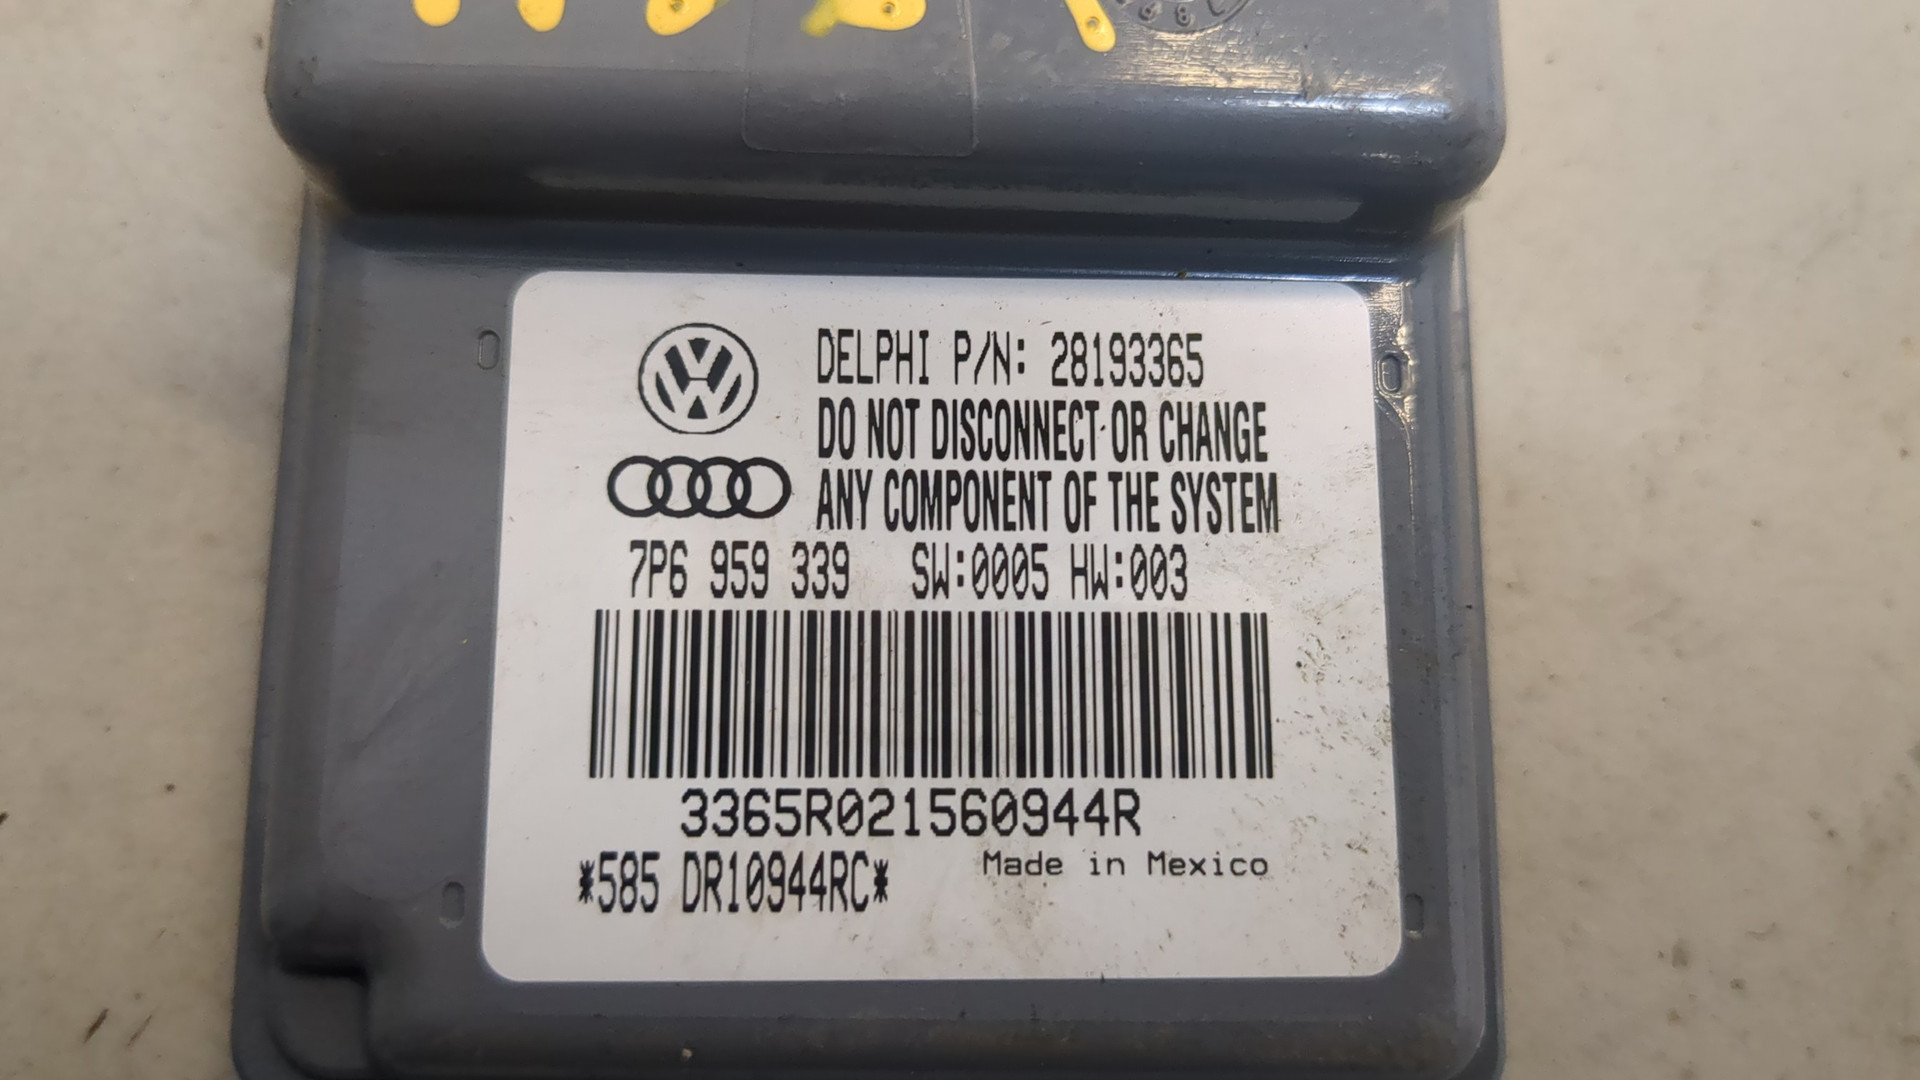 DELPHI P/N: 28193365
DO NOT DISCONNECT OR CHANGE
ANY COMPONENT OF THE SYSTEM
7P6 959 339 SW:0005 HW:003
3365R021560944R
*585 DR10944RC*
Made in Mexico